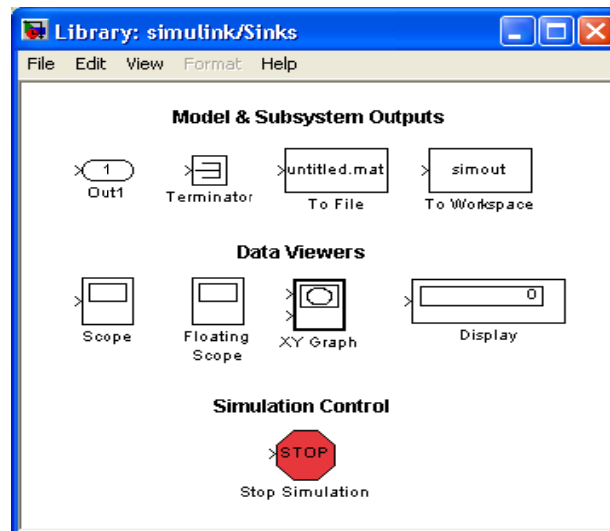 Library: simulink/Sinks
File Edit View Format Help
Model & Subsystem Outputs
1
Out1
Terminator
untitled.mat
To File
simout
To Workspace
Data Viewers
Scope
Floating
Scope
XY Graph
0
Display
Simulation Control
STOP
Stop Simulation